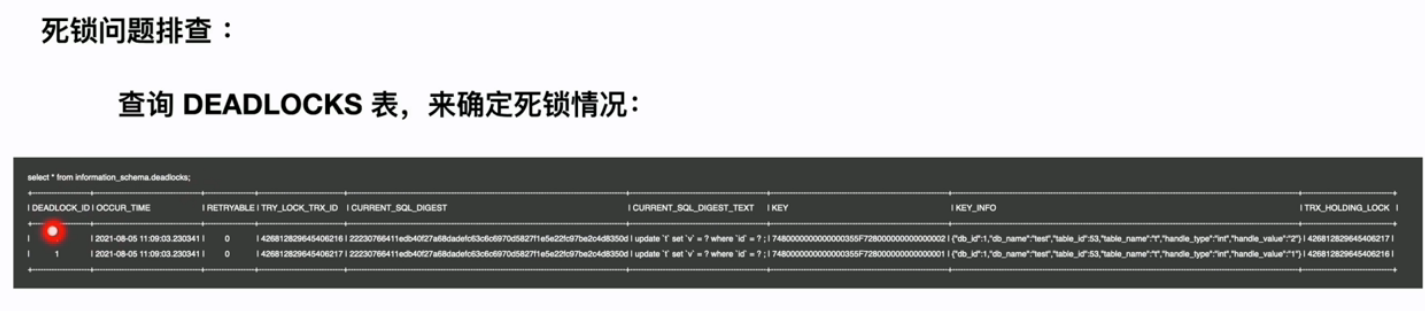 死锁问题排查：
查询 DEADLOCKS 表，来确定死锁情况：
select * from information_schema.deadlocks;
| DEADLOCK_ID | OCCUR_TIME | RETRYABLE | TRY_LOCK_TRX_ID | CURRENT_SQL_DIGEST | CURRENT_SQL_DIGEST_TEXT | KEY | KEY_INFO | TRX_HOLDING_LOCK |
| | 2021-08-05 11:09:03.230341 | 0 | 426812829645406216 | 22230766411edb40f27a68dadefc63c6c6970d5827f1e5e22fc97be2c4d8350d | update `t` set `v` = ? where `id` = ? ; | 7480000000000000355F728000000000000002 | {"db_id":1,"db_name":"test","table_id":53,"table_name":"t","handle_type":"int","handle_value":"2"} | 426812829645406217 |
| 1 | 2021-08-05 11:09:03.230341 | 0 | 426812829645406217 | 22230766411edb40f27a68dadefc63c6c6970d5827f1e5e22fc97be2c4d8350d | update `t` set `v` = ? where `id` = ? ; | 7480000000000000355F728000000000000001 | {"db_id":1,"db_name":"test","table_id":53,"table_name":"t","handle_type":"int","handle_value":"1"} | 426812829645406216 |